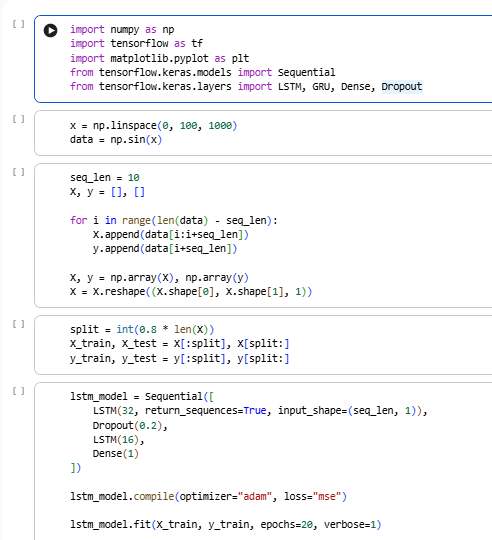 [ ]
import numpy as np
import tensorflow as tf
import matplotlib.pyplot as plt
from tensorflow.keras.models import Sequential
from tensorflow.keras.layers import LSTM, GRU, Dense, Dropout
[ ]
x = np.linspace(0, 100, 1000)
data = np.sin(x)
[ ]
seq_len = 10
X, y = [], []
for i in range(len(data) - seq_len):
    X.append(data[i:i+seq_len])
    y.append(data[i+seq_len])
X, y = np.array(X), np.array(y)
X = X.reshape((X.shape[0], X.shape[1], 1))
[ ]
split = int(0.8 * len(X))
X_train, X_test = X[:split], X[split:]
y_train, y_test = y[:split], y[split:]
[ ]
lstm_model = Sequential([
    LSTM(32, return_sequences=True, input_shape=(seq_len, 1)),
    Dropout(0.2),
    LSTM(16),
    Dense(1)
])
lstm_model.compile(optimizer="adam", loss="mse")
lstm_model.fit(X_train, y_train, epochs=20, verbose=1)